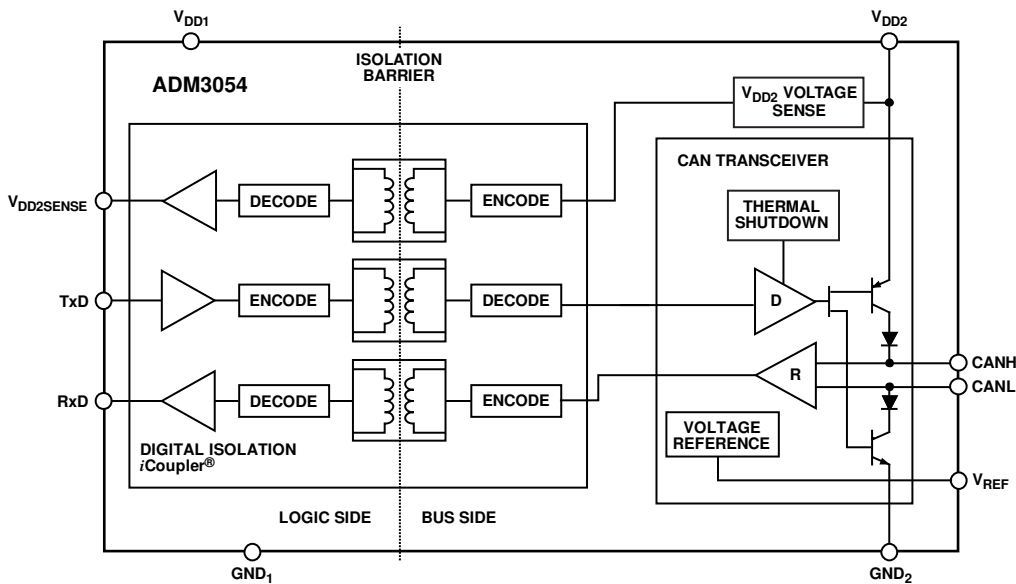 VDD1
VDD2
ADM3054
ISOLATION
BARRIER
VDD2 VOLTAGE
SENSE
CAN TRANSCEIVER
VDD2SENSE
DECODE
ENCODE
THERMAL
SHUTDOWN
TxD
ENCODE
DECODE
D
CANH
CANL
RxD
DECODE
ENCODE
R
VOLTAGE
REFERENCE
DIGITAL ISOLATION
iCoupler®
VREF
LOGIC SIDE
BUS SIDE
GND1
GND2